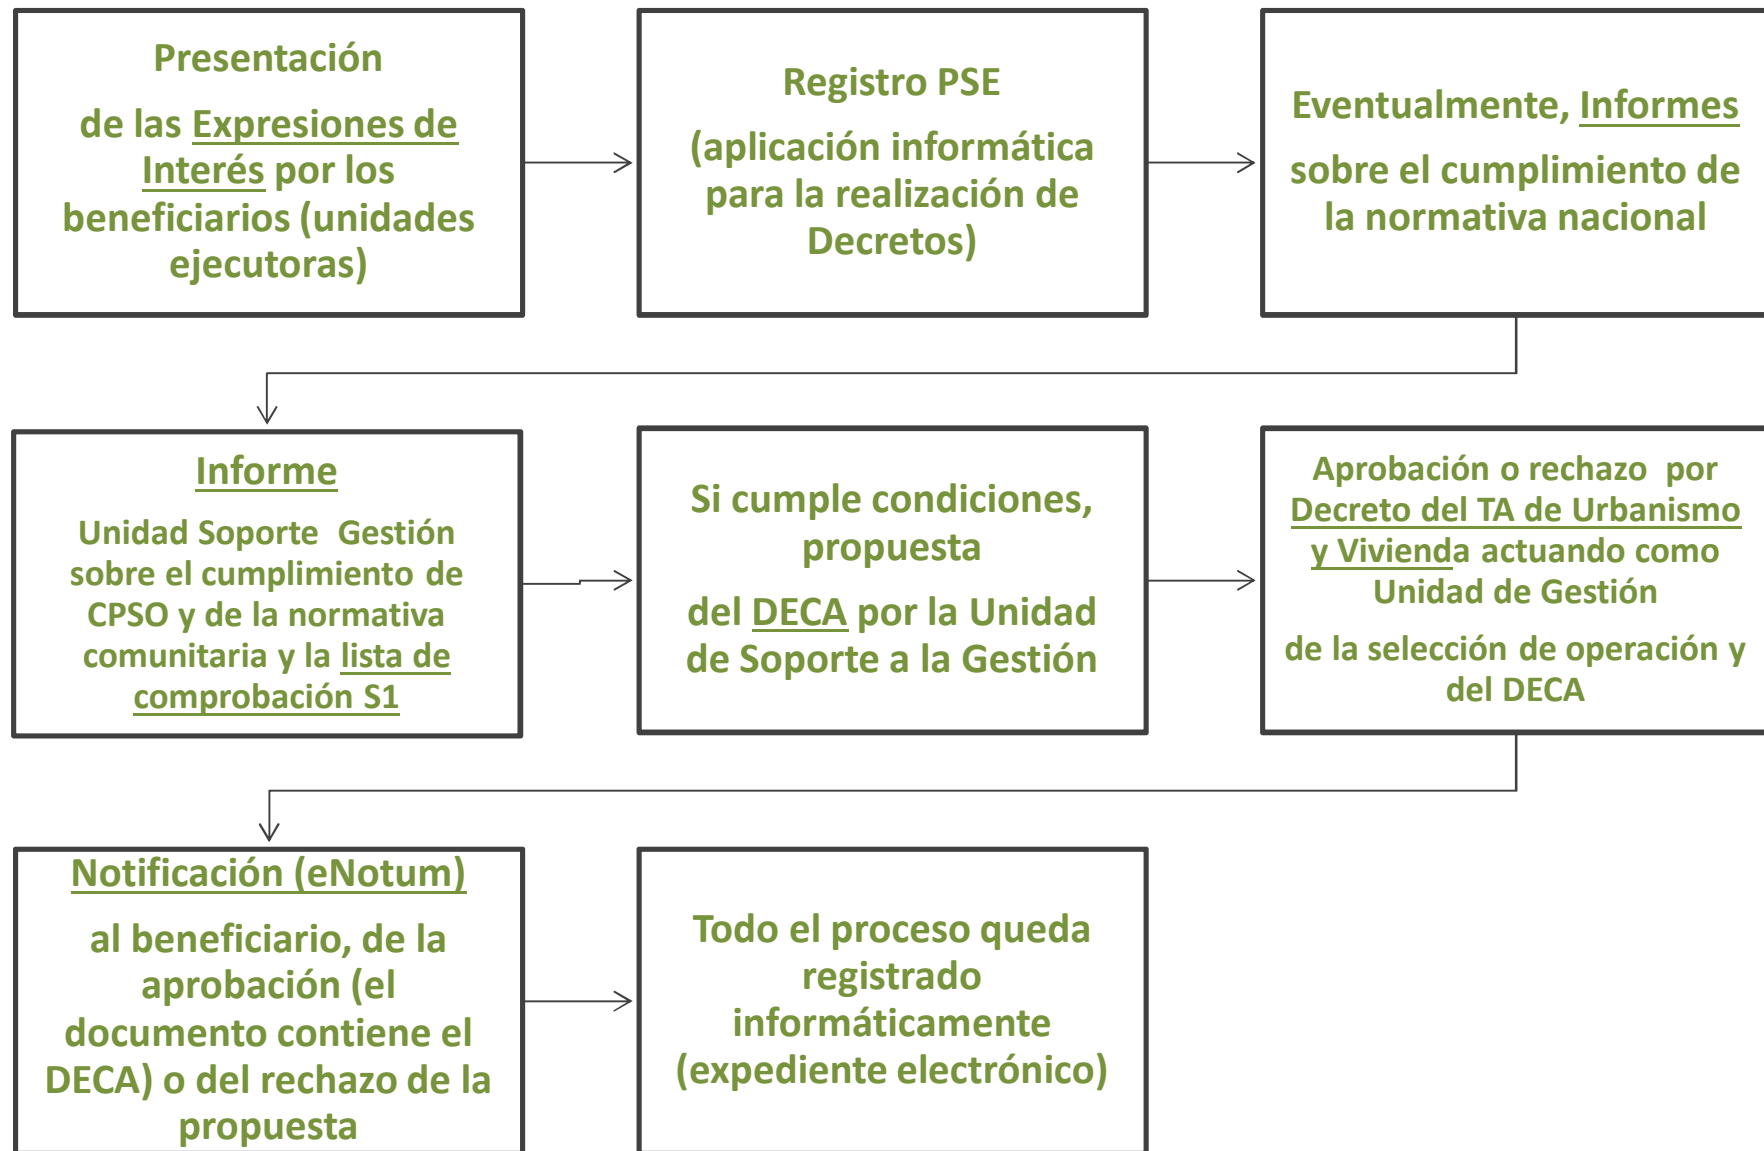 Presentación
de las Expresiones de
Interés por los
beneficiarios (unidades
ejecutoras)
Registro PSE
(aplicación informática
para la realización de
Decretos)
Eventualmente, Informes
sobre el cumplimiento de
la normativa nacional
Informe
Unidad Soporte Gestión
sobre el cumplimiento de
CPSO y de la normativa
comunitaria y la lista de
comprobación S1
Si cumple condiciones,
propuesta
del DECA por la Unidad
de Soporte a la Gestión
Aprobación o rechazo por
Decreto del TA de Urbanismo
y Vivienda actuando como
Unidad de Gestión
de la selección de operación y
del DECA
Notificación (eNotum)
al beneficiario, de la
aprobación (el
documento contiene el
DECA) o del rechazo de la
propuesta
Todo el proceso queda
registrado
informáticamente
(expediente electrónico)